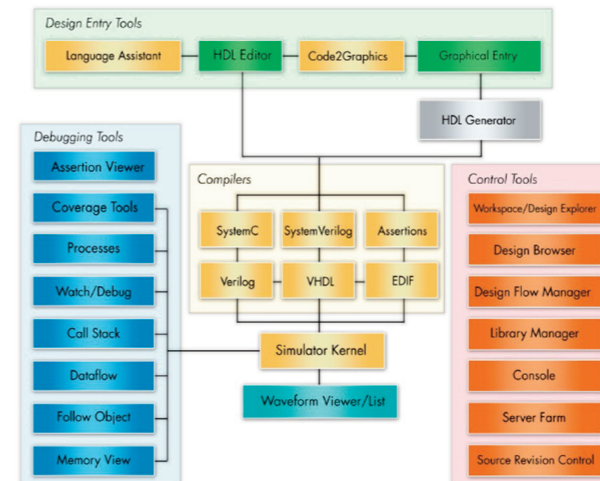 Design Entry Tools
Language Assistant
HDL Editor
Code2Graphics
Graphical Entry
HDL Generator
Debugging Tools
Assertion Viewer
Coverage Tools
Processes
Watch/Debug
Call Stack
Dataflow
Follow Object
Memory View
Compilers
SystemC
SystemVerilog
Assertions
Verilog
VHDL
EDIF
Simulator Kernel
Waveform Viewer/List
Control Tools
Workspace/Design Explorer
Design Browser
Design Flow Manager
Library Manager
Console
Server Farm
Source Revision Control